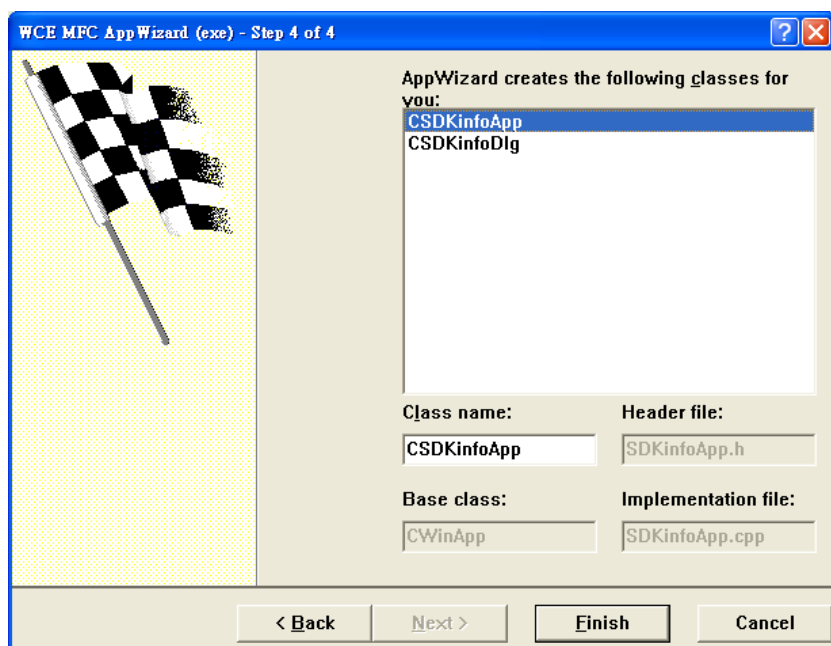 WCE MFC AppWizard (exe) - Step 4 of 4
AppWizard creates the following classes for
you:
CSDKinfoApp
CSDKinfoDlg
Class name:
Header file:
CSDKinfoApp
SDKinfoApp.h
Base class:
Implementation file:
CWinApp
SDKinfoApp.cpp
< Back
Next >
Finish
Cancel